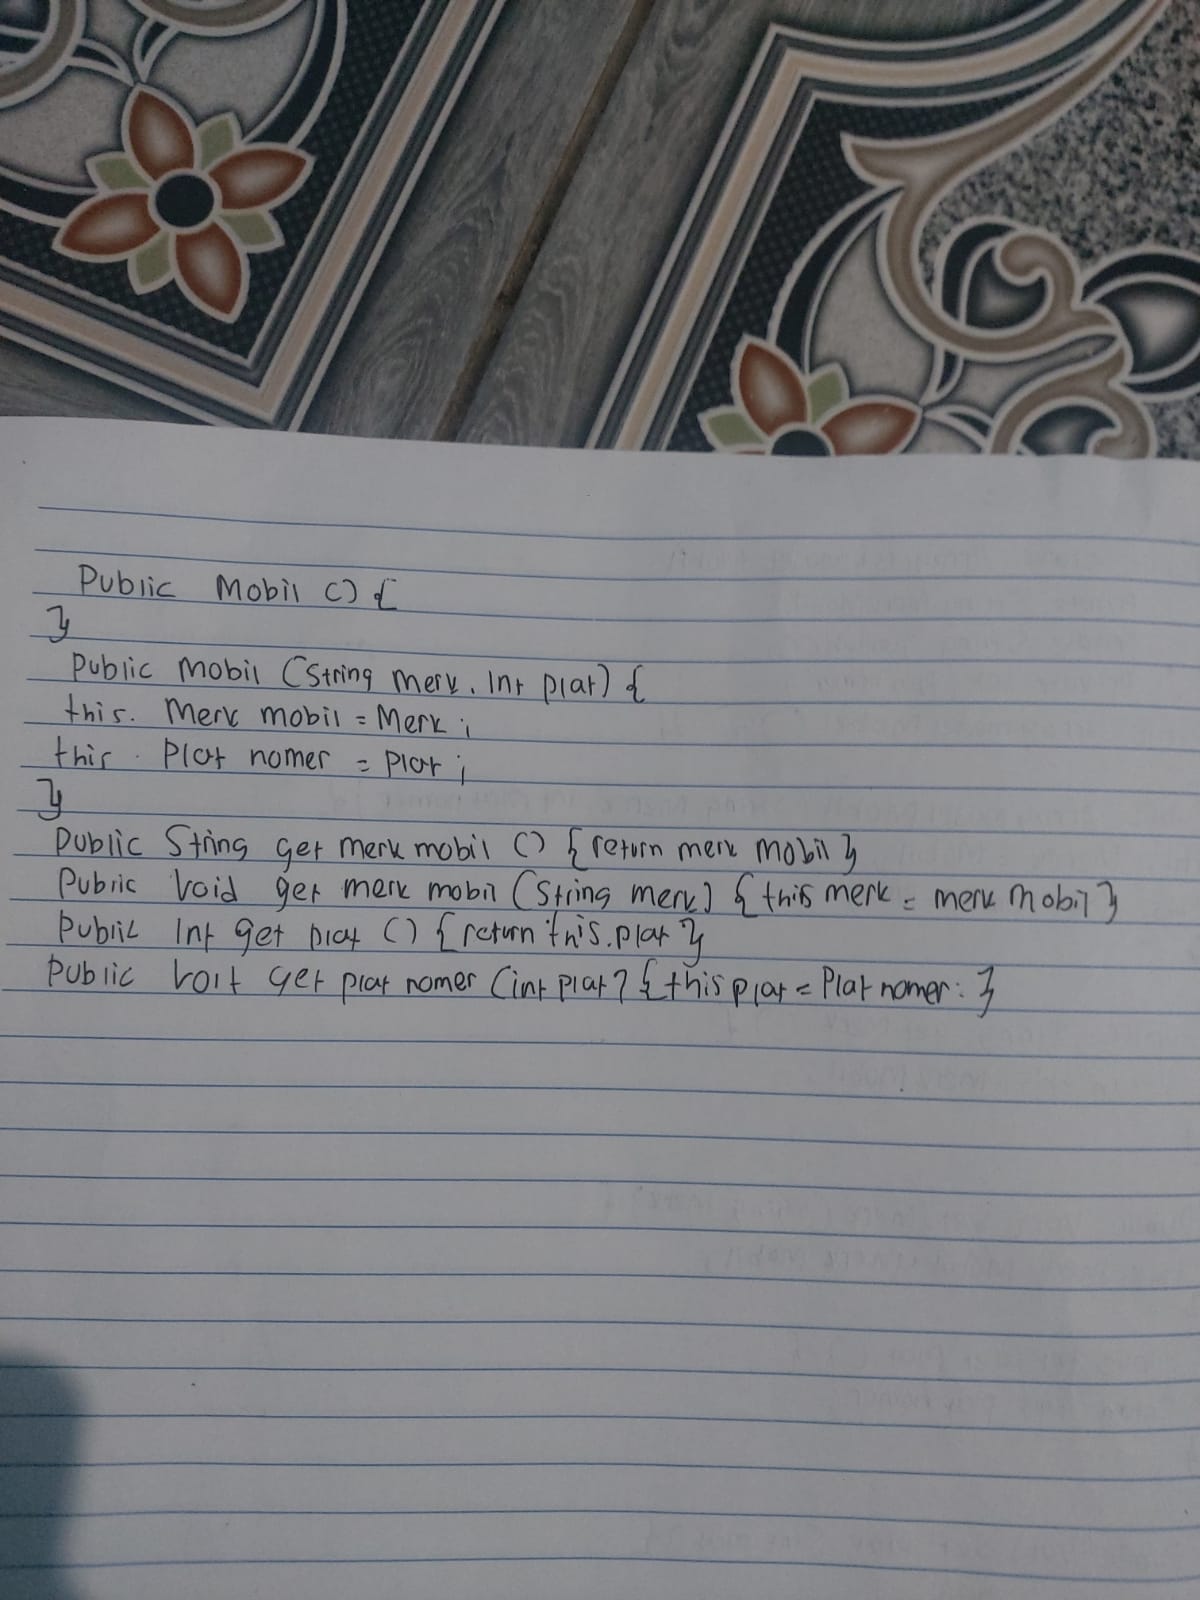 Public Mobil () {
}
Public Mobil (String merk, Int plat) {
this. Merk mobil = Merk ;
this . Plat nomer = Plat ;
}
Public String get merk mobil () { return merk mobil }
Public Void get merk mobil (String merk) { this merk = merk mobil }
Public Int get plat () { return this.plat }
Public voit get plat nomer (int plat) { this plat = Plat nomer: }